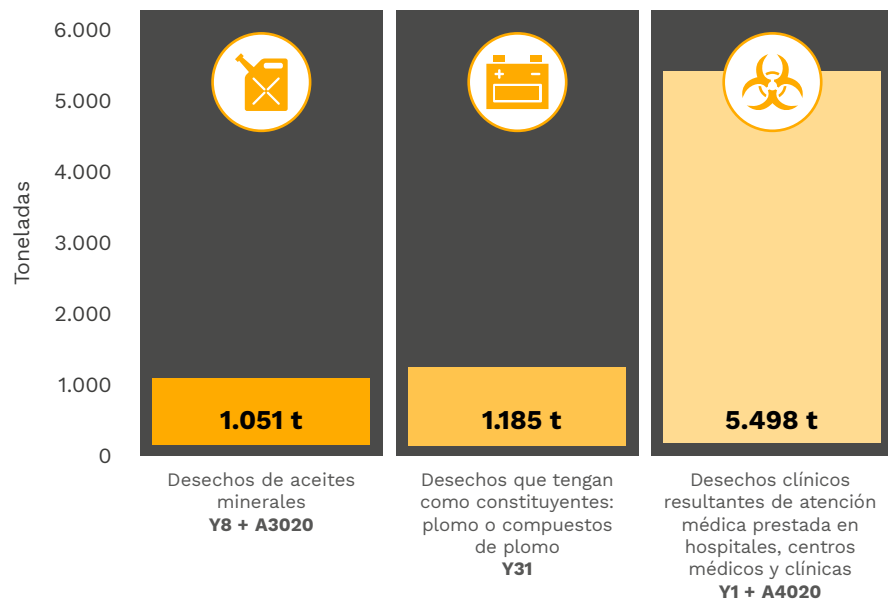 Toneladas
6.000
5.000
4.000
3.000
2.000
1.000
0
+ −
1.051 t
1.185 t
5.498 t
Desechos de aceites
minerales
Y8 + A3020
Desechos que tengan
como constituyentes:
plomo o compuestos
de plomo
Y31
Desechos clínicos
resultantes de atención
médica prestada en
hospitales, centros
médicos y clínicas
Y1 + A4020